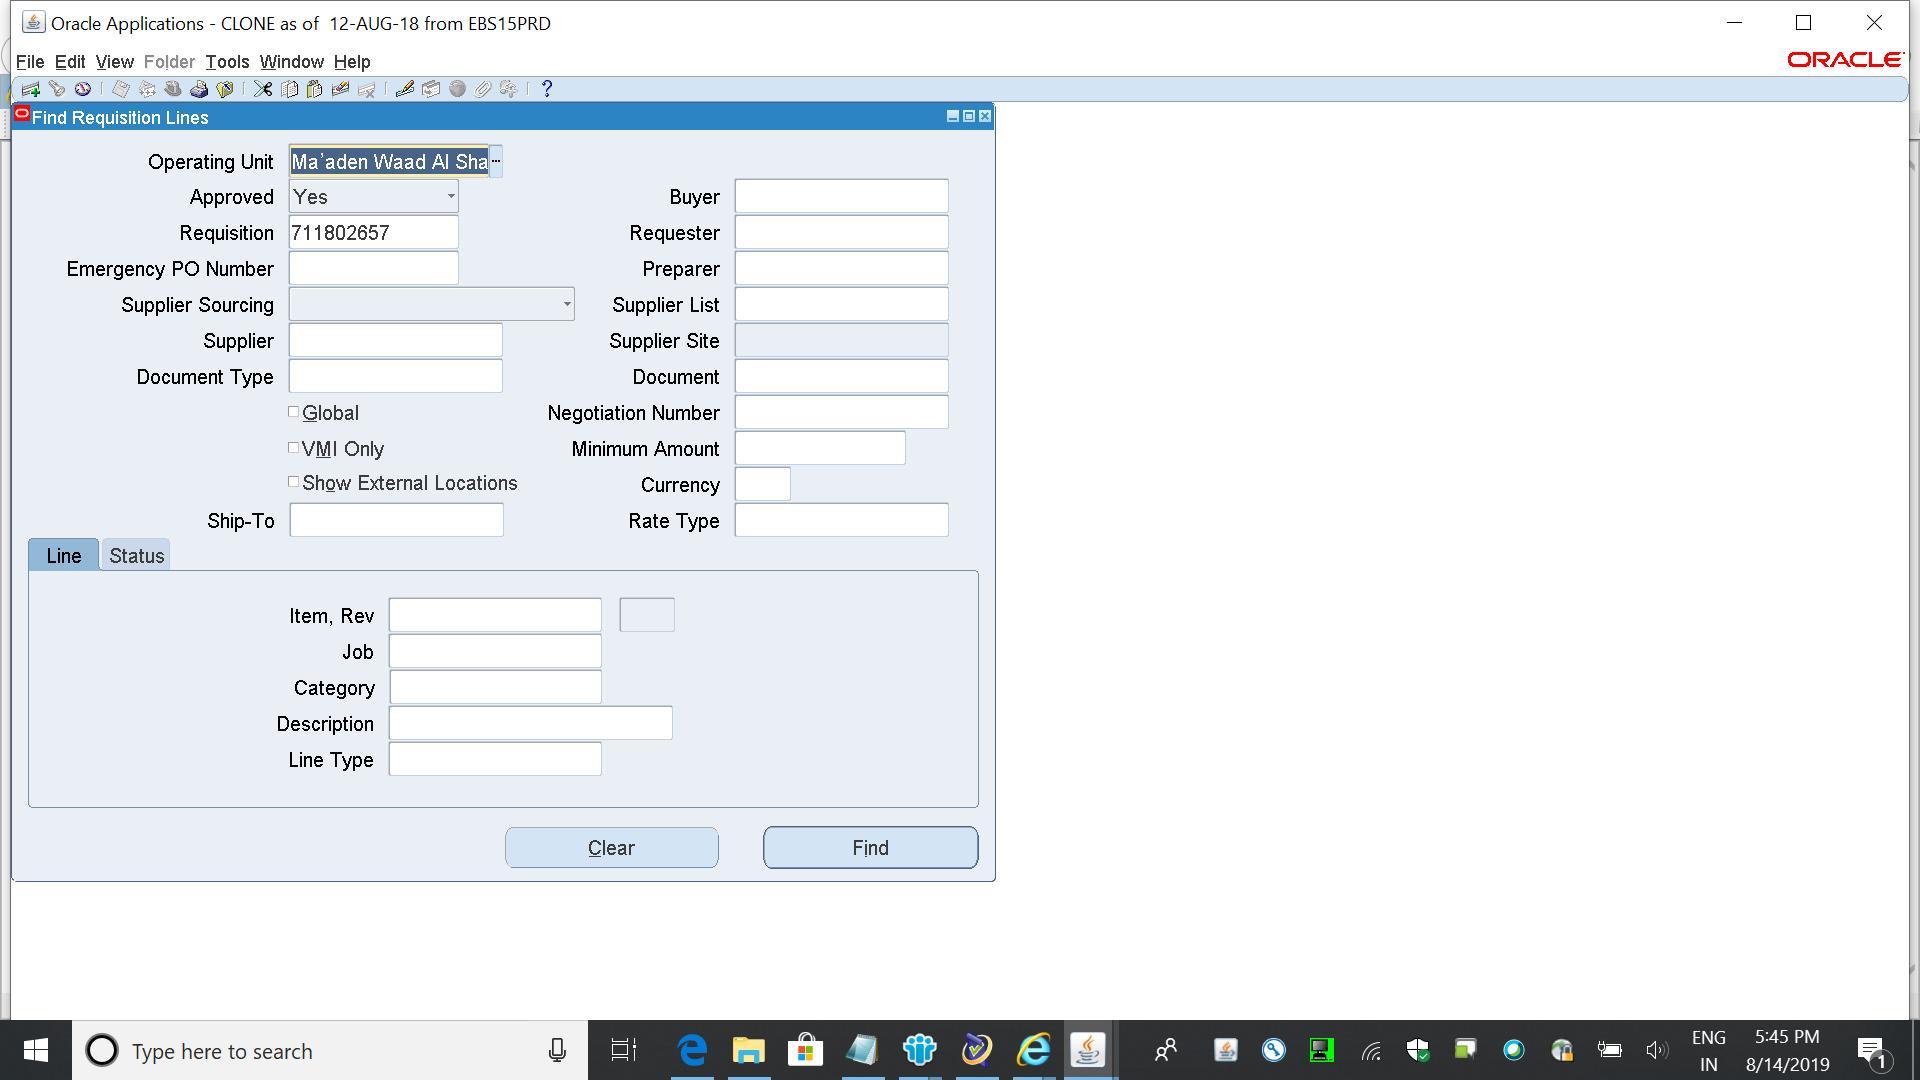 Oracle Applications - CLONE as of  12-AUG-18 from EBS15PRD
File Edit View Folder Tools Window Help
ORACLE
Find Requisition Lines
Operating Unit Ma'aden Waad Al Sha
Approved Yes
Buyer
Requisition 711802657
Requester
Emergency PO Number
Preparer
Supplier Sourcing
Supplier List
Supplier
Supplier Site
Document Type
Document
Global
Negotiation Number
VMI Only
Minimum Amount
Show External Locations
Currency
Ship-To
Rate Type
Line Status
Item, Rev
Job
Category
Description
Line Type
Clear Find
Type here to search
ENG
IN
5:45 PM
8/14/2019
1